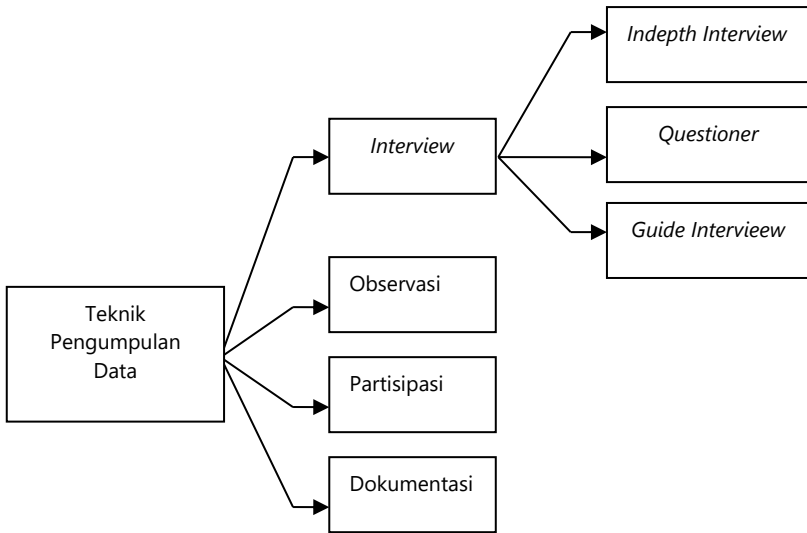 Indepth Interview
Interview
Questioner
Guide Intervieew
Teknik
Pengumpulan
Data
Observasi
Partisipasi
Dokumentasi